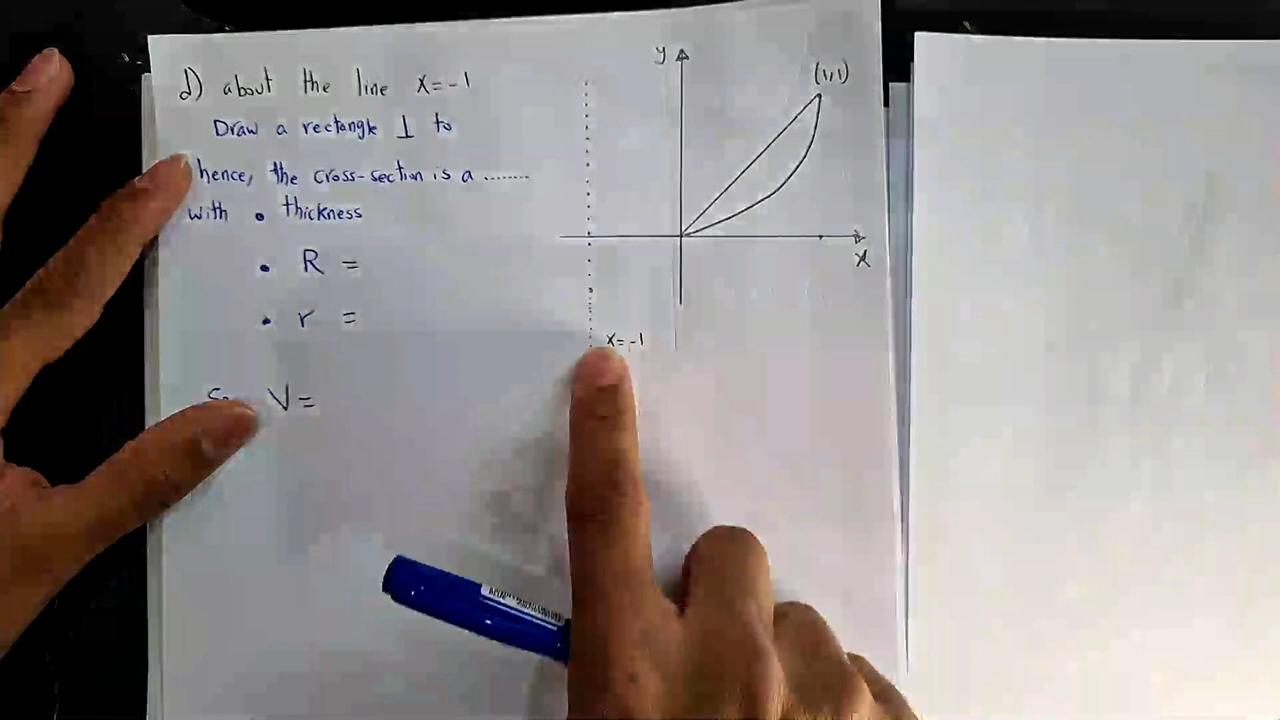 d) about the line x=-1
Draw a rectangle ⊥ to
hence, the cross-section is a ........
with • thickness
• R =
• r =
V=
y
(1,1)
x
x=-1